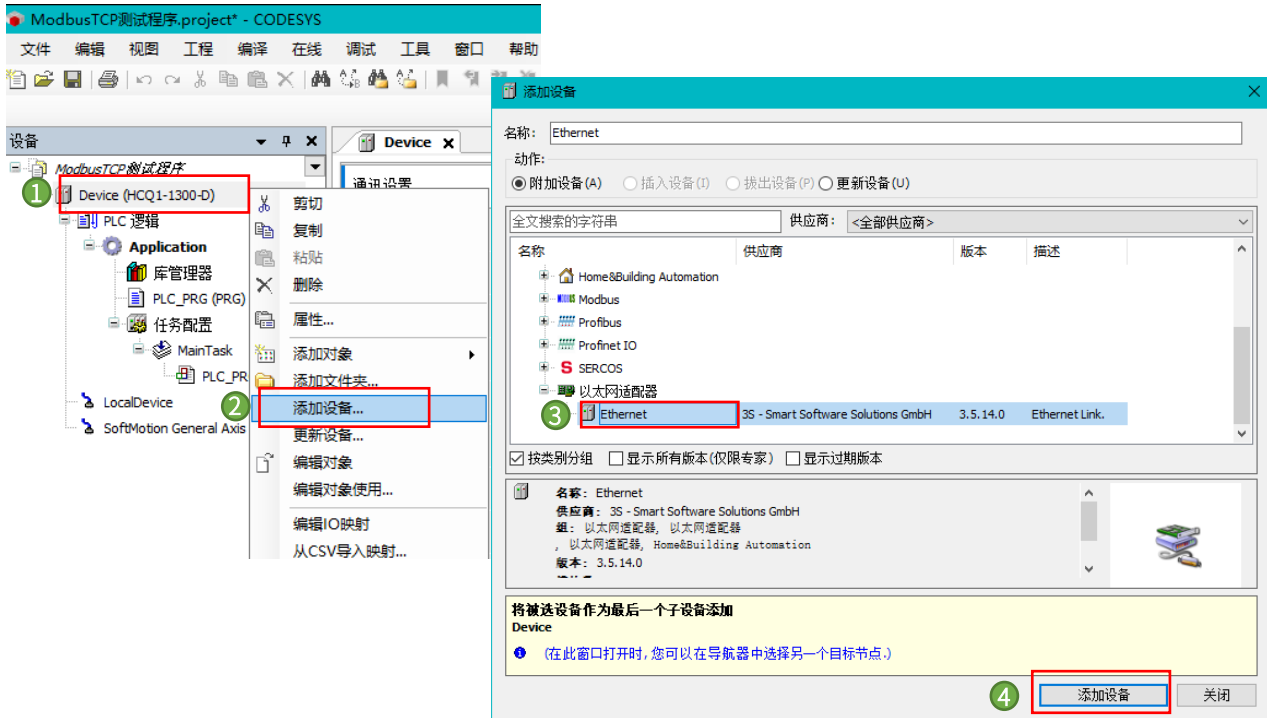 ModbusTCP测试程序.project* - CODESYS
文件 编辑 视图 工程 编译 在线 调试 工具 窗口 帮助
设备
Device
ModbusTCP测试程序
通讯设置
1
Device (HCQ1-1300-D)
PLC 逻辑
Application
库管理器
PLC_PRG (PRG)
任务配置
MainTask
PLC_PR
LocalDevice
SoftMotion General Axis
剪切
复制
粘贴
删除
属性...
添加对象
添加文件夹...
2
添加设备...
更新设备...
编辑对象
编辑对象使用...
编辑IO映射
从CSV导入映射...
添加设备
名称: Ethernet
动作:
附加设备(A) 插入设备(I) 拔出设备(P) 更新设备(U)
全文搜索的字符串 供应商: <全部供应商>
名称 供应商 版本 描述
Home&Building Automation
Modbus
Profibus
Profinet IO
SERCOS
以太网适配器
3
Ethernet 3S - Smart Software Solutions GmbH 3.5.14.0 Ethernet Link.
按类别分组 显示所有版本(仅限专家) 显示过期版本
名称: Ethernet
供应商: 3S - Smart Software Solutions GmbH
组: 以太网适配器, 以太网适配器
, 以太网适配器, Home&Building Automation
版本: 3.5.14.0
将被选设备作为最后一个子设备添加
Device
(在此窗口打开时,您可以在导航器中选择另一个目标节点.)
4
添加设备 关闭